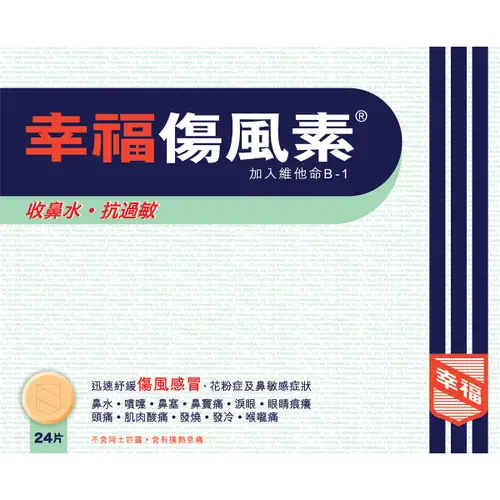 幸福傷風素®
加入維他命B-1
收鼻水・抗過敏
迅速紓緩傷風感冒、花粉症及鼻敏感症狀
鼻水・噴嚏・鼻塞・鼻竇痛・淚眼・眼睛痕癢
頭痛・肌肉酸痛・發燒・發冷・喉嚨痛
24片
不含阿士匹靈・含有撲熱息痛
幸福